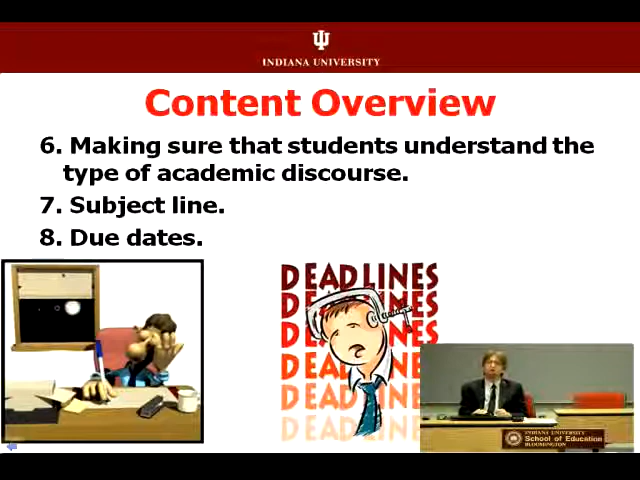 INDIANA UNIVERSITY
Content Overview
6. Making sure that students understand the
type of academic discourse.
7. Subject line.
8. Due dates.
DEADLINES
DEADLINES
DEADLINES
DEADLINES
DEADLINES
DEADLINES
INDIANA UNIVERSITY
School of Education
BLOOMINGTON